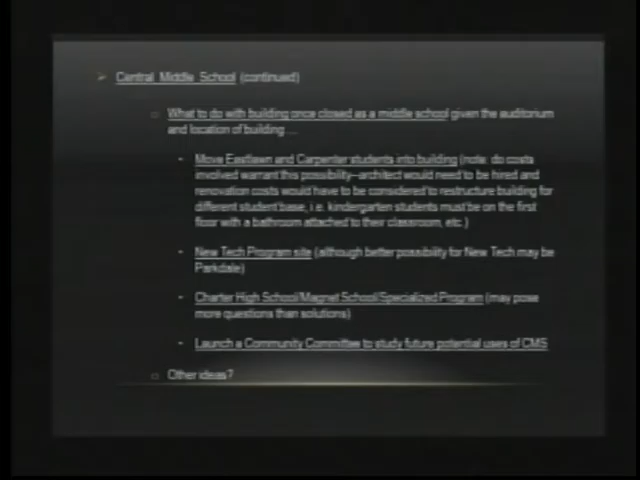 Central Middle School (continued)
What to do with building once closed as a middle school given the auditorium
and location of building ...
Move Eastlawn and Carpenter students into building (note: do costs
involved warrant this possibility--architect would need to be hired and
renovation costs would have to be considered to restructure building for
different student base, i.e. kindergarten students must be on the first
floor with a bathroom attached to their classroom, etc.)
New Tech Program site (although better possibility for New Tech may be
Parkdale)
Charter High School/Magnet School/Specialized Program (may pose
more questions than solutions)
Launch a Community Committee to study future potential uses of CMS
Other ideas?